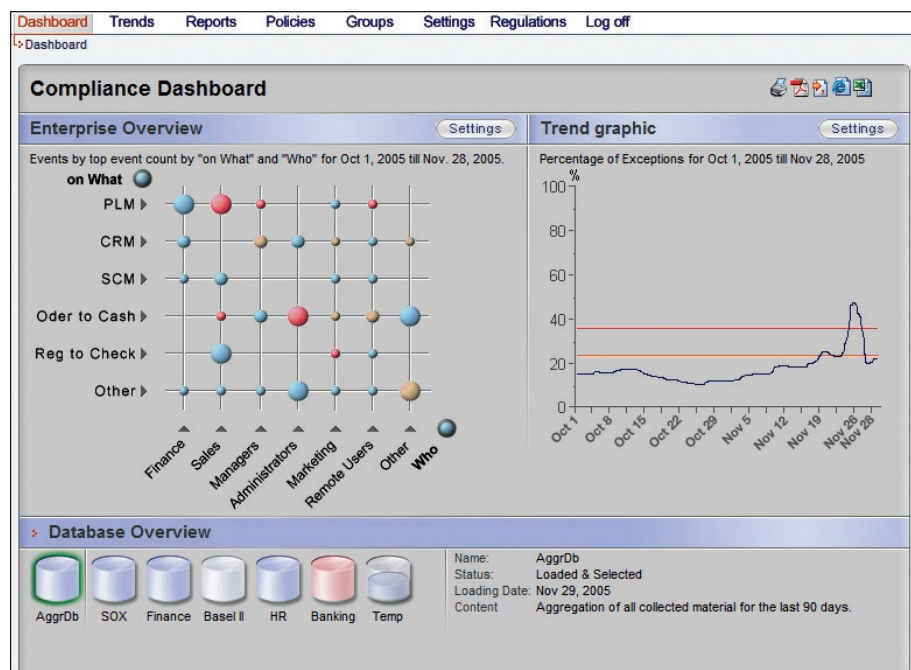 Dashboard Trends Reports Policies Groups Settings Regulations Log off
Dashboard
Compliance Dashboard
Enterprise Overview Settings
Events by top event count by "on What" and "Who" for Oct 1, 2005 till Nov. 28, 2005.
on What
PLM
CRM
SCM
Oder to Cash
Reg to Check
Other
Finance Sales Managers Administrators Marketing Remote Users Other Who
Trend graphic Settings
Percentage of Exceptions for Oct 1, 2005 till Nov 28, 2005
%
100
80
60
40
20
0
Oct 1 Oct 8 Oct 15 Oct 22 Oct 29 Nov 5 Nov 12 Nov 19 Nov 26 Nov 28
Database Overview
AggrDb SOX Finance Basel II HR Banking Temp
Name: AggrDb
Status: Loaded & Selected
Loading Date: Nov 29, 2005
Content Aggregation of all collected material for the last 90 days.